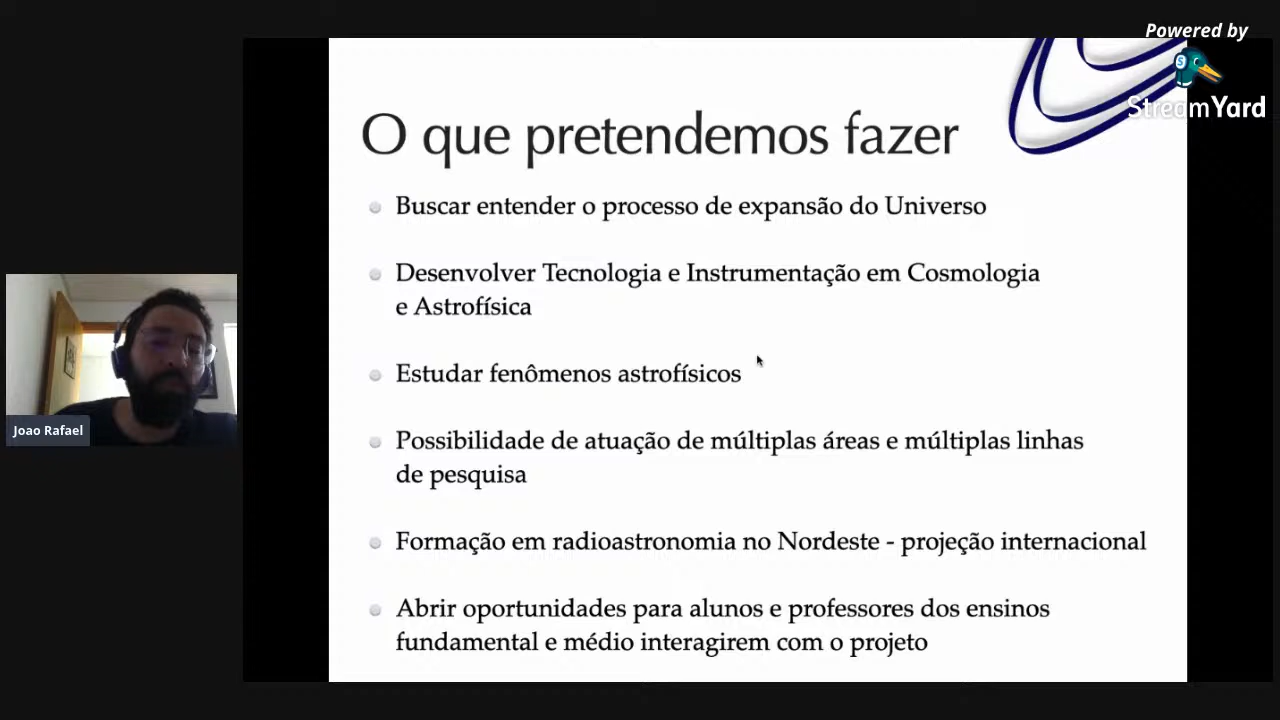 Powered by
StreamYard
O que pretendemos fazer
Buscar entender o processo de expansão do Universo
Desenvolver Tecnologia e Instrumentação em Cosmologia
e Astrofísica
Estudar fenômenos astrofísicos
Possibilidade de atuação de múltiplas áreas e múltiplas linhas
de pesquisa
Formação em radioastronomia no Nordeste - projeção internacional
Abrir oportunidades para alunos e professores dos ensinos
fundamental e médio interagirem com o projeto
Joao Rafael